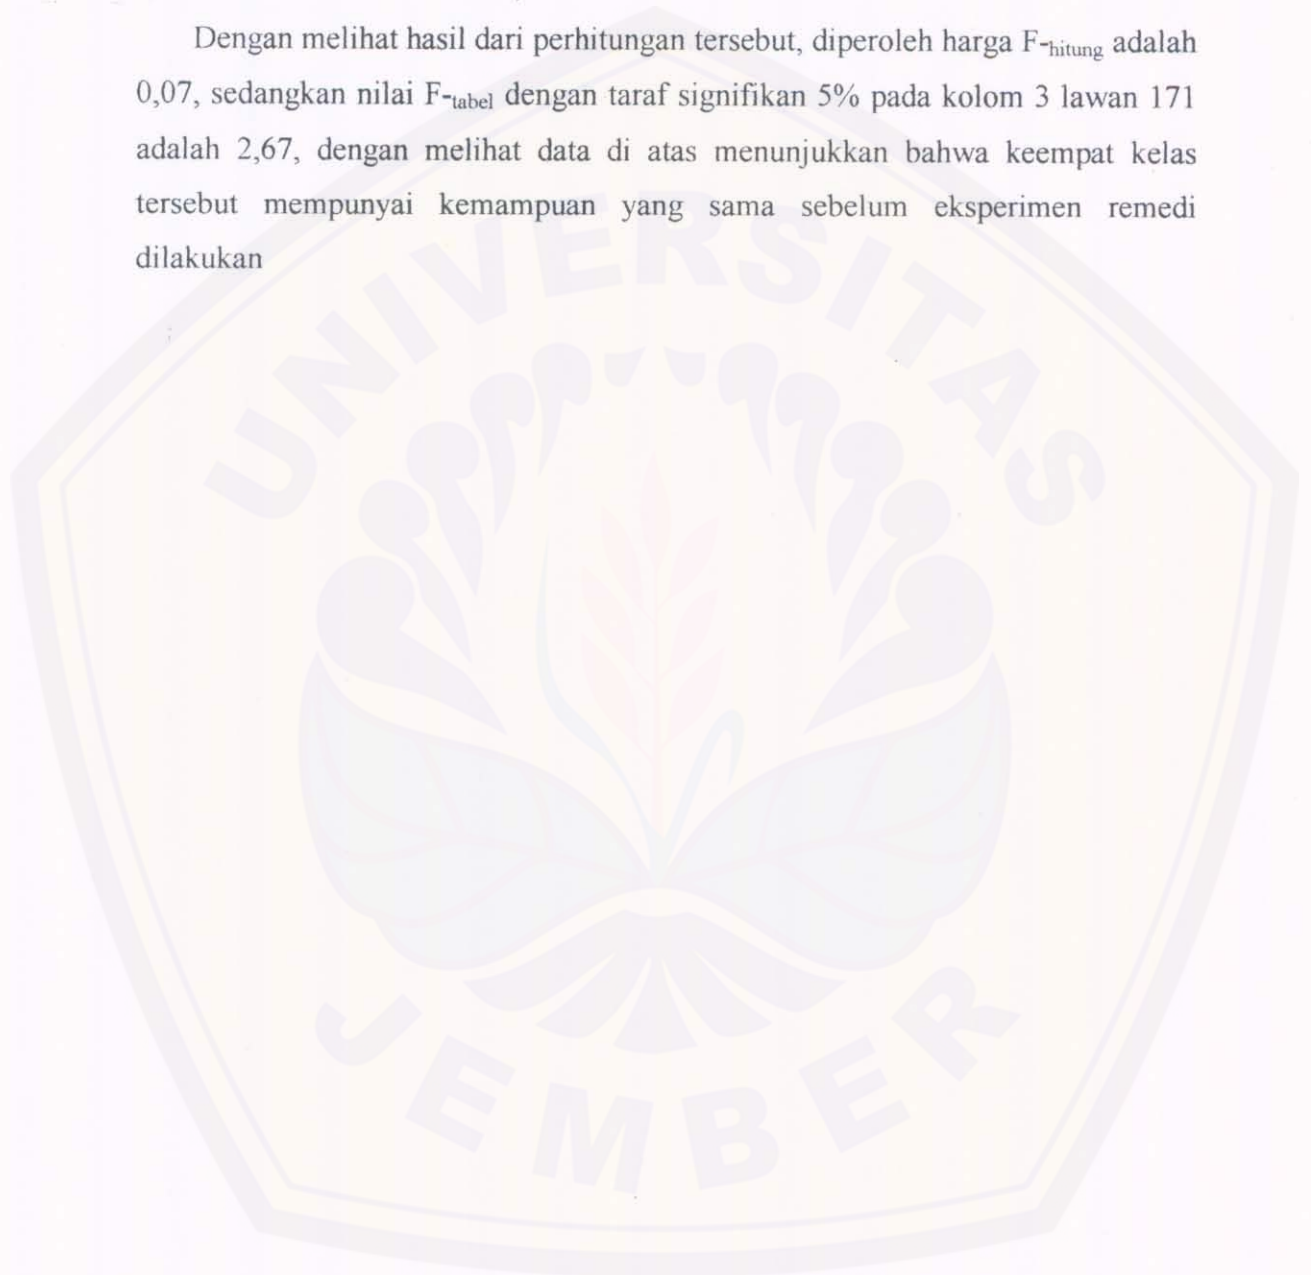 Dengan melihat hasil dari perhitungan tersebut, diperoleh harga F-hitung adalah
0,07, sedangkan nilai F-tabel dengan taraf signifikan 5% pada kolom 3 lawan 171
adalah 2,67, dengan melihat data di atas menunjukkan bahwa keempat kelas
tersebut mempunyai kemampuan yang sama sebelum eksperimen remedi
dilakukan
UNIVERSITAS
JEMBER